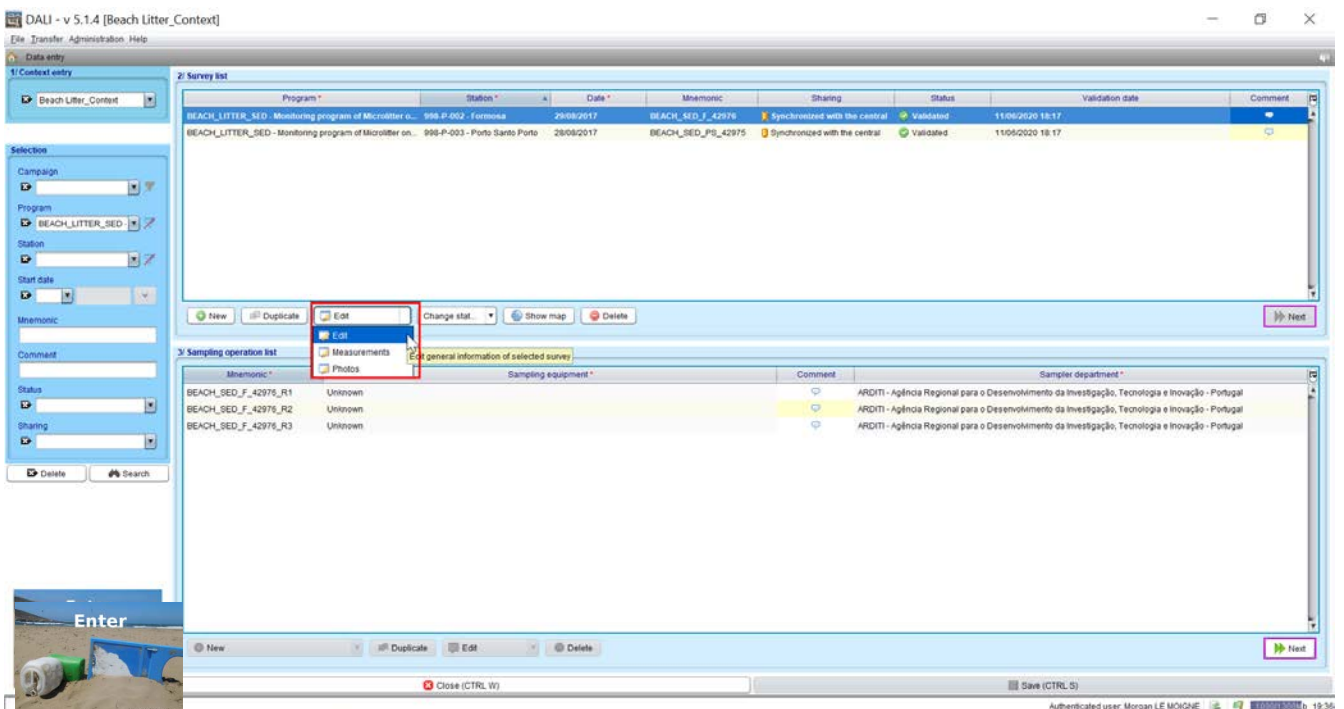 DALI - v 5.1.4 [Beach Litter_Context]
File Transfer Administration Help
Data entry
1/ Context entry
Beach Litter_Context
Selection
Campaign
Program
BEACH_LITTER_SED -
Station
Start date
Mnemonic
Comment
Status
Sharing
Delete Search
Enter
2/ Survey list
Program * Station * Date * Mnemonic Sharing Status Validation date Comment
BEACH_LITTER_SED - Monitoring program of Microlitter o... 998-P-002 - Formosa 29/08/2017 BEACH_SED_F_42976 Synchronized with the central Validated 11/06/2020 18:17
BEACH_LITTER_SED - Monitoring program of Microlitter on... 998-P-003 - Porto Santo Porto 28/08/2017 BEACH_SED_PS_42975 Synchronized with the central Validated 11/06/2020 18:17
New Duplicate Edit Change stat... Show map Delete Next
Edit
Measurements
Photos
Edit general information of selected survey
3/ Sampling operation list
Mnemonic * Sampling equipment * Comment Sampler department *
BEACH_SED_F_42976_R1 Unknown ARDITI - Agência Regional para o Desenvolvimento da Investigação, Tecnologia e Inovação - Portugal
BEACH_SED_F_42976_R2 Unknown ARDITI - Agência Regional para o Desenvolvimento da Investigação, Tecnologia e Inovação - Portugal
BEACH_SED_F_42976_R3 Unknown ARDITI - Agência Regional para o Desenvolvimento da Investigação, Tecnologia e Inovação - Portugal
New Duplicate Edit Delete Next
Close (CTRL W) Save (CTRL S)
Authenticated user: Morgan LE MOIGNE 19:36